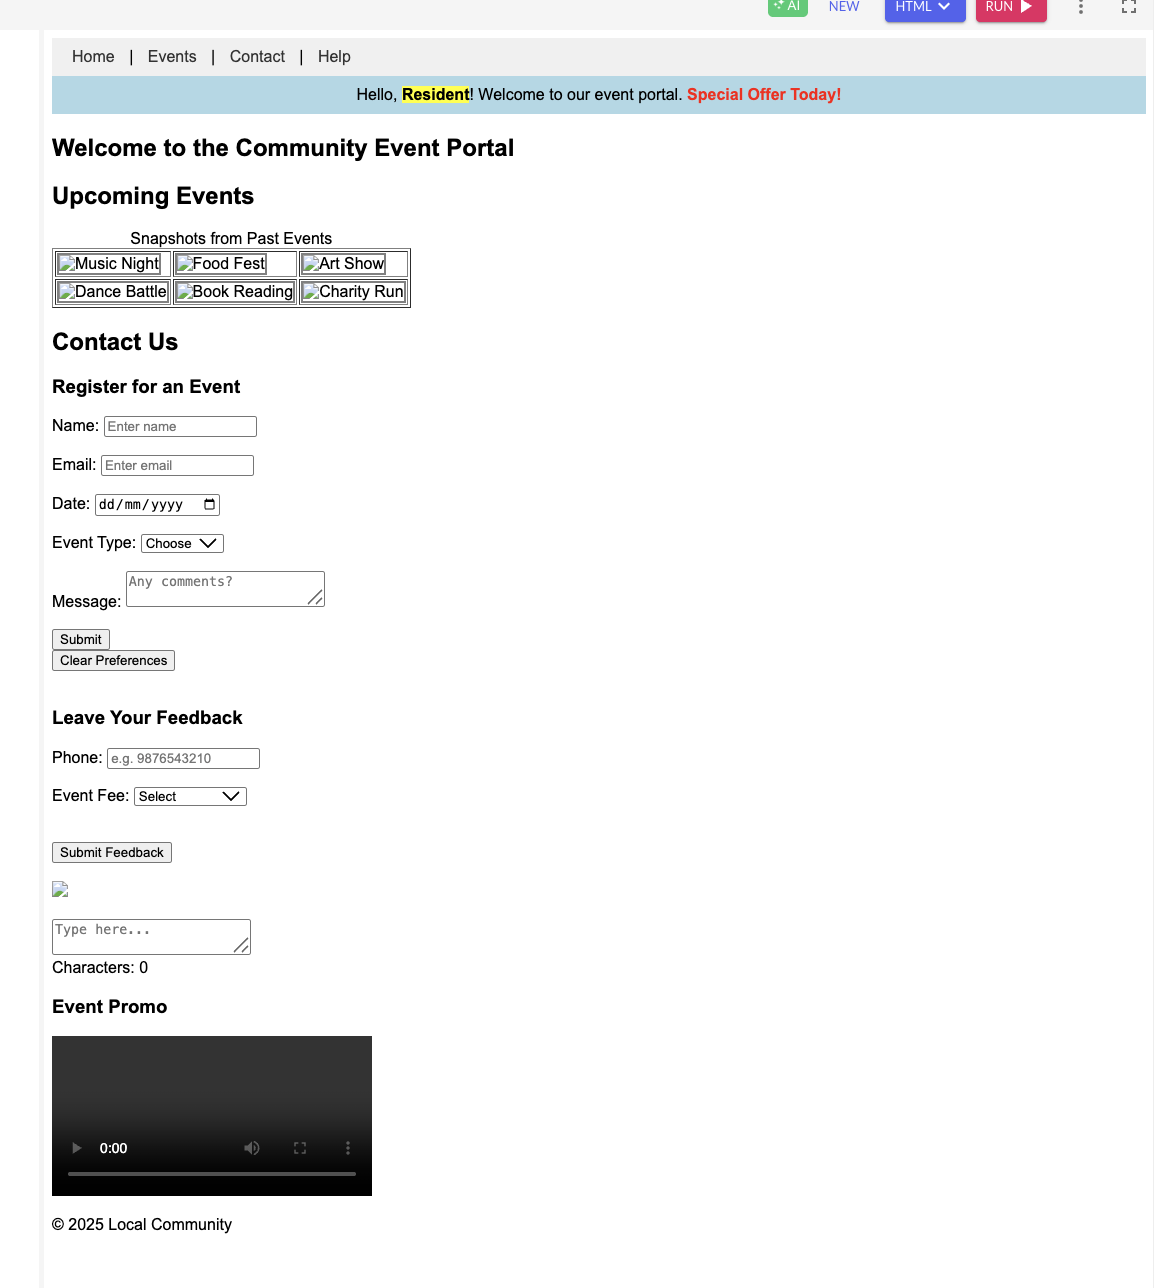 AI NEW HTML RUN
Home | Events | Contact | Help
Hello, Resident! Welcome to our event portal. Special Offer Today!
Welcome to the Community Event Portal
Upcoming Events
Snapshots from Past Events
Music Night Food Fest Art Show
Dance Battle Book Reading Charity Run
Contact Us
Register for an Event
Name: Enter name
Email: Enter email
Date: dd/mm/yyyy
Event Type: Choose
Message: Any comments?
Submit
Clear Preferences
Leave Your Feedback
Phone: e.g. 9876543210
Event Fee: Select
Submit Feedback
Type here...
Characters: 0
Event Promo
0:00
© 2025 Local Community